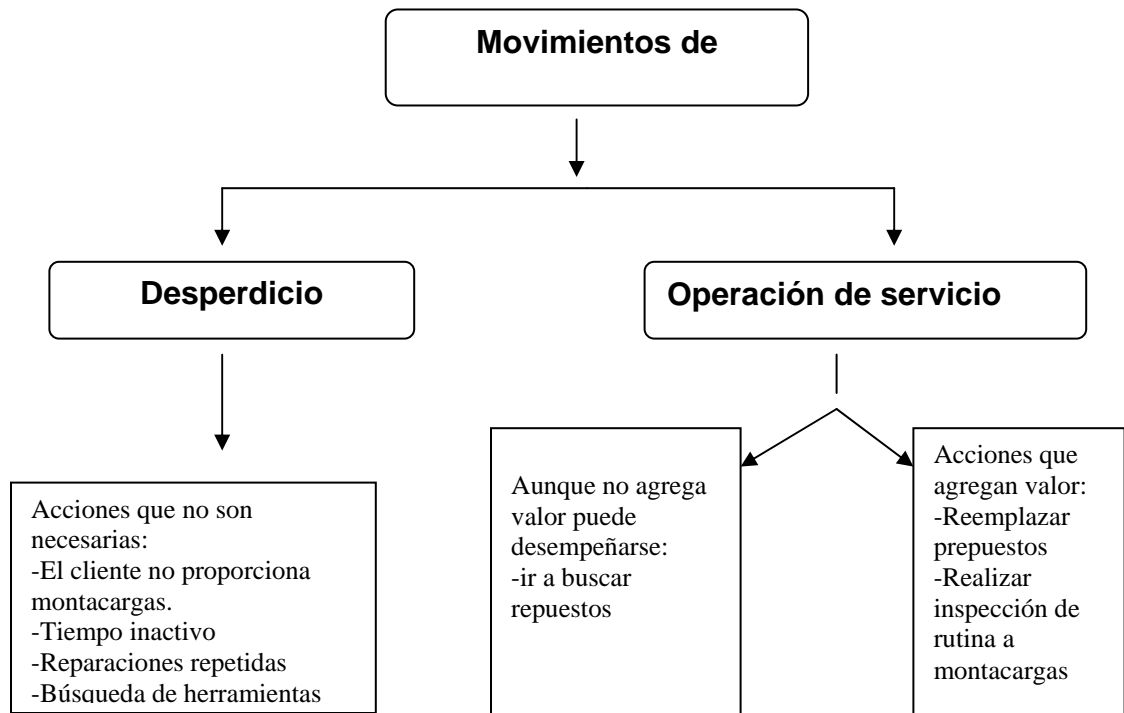 Movimientos de
Desperdicio
Operación de servicio
Acciones que no son
necesarias:
-El cliente no proporciona
montacargas.
-Tiempo inactivo
-Reparaciones repetidas
-Búsqueda de herramientas
Aunque no agrega
valor puede
desempeñarse:
-ir a buscar
repuestos
Acciones que
agregan valor:
-Reemplazar
prepuestos
-Realizar
inspección de
rutina a
montacargas